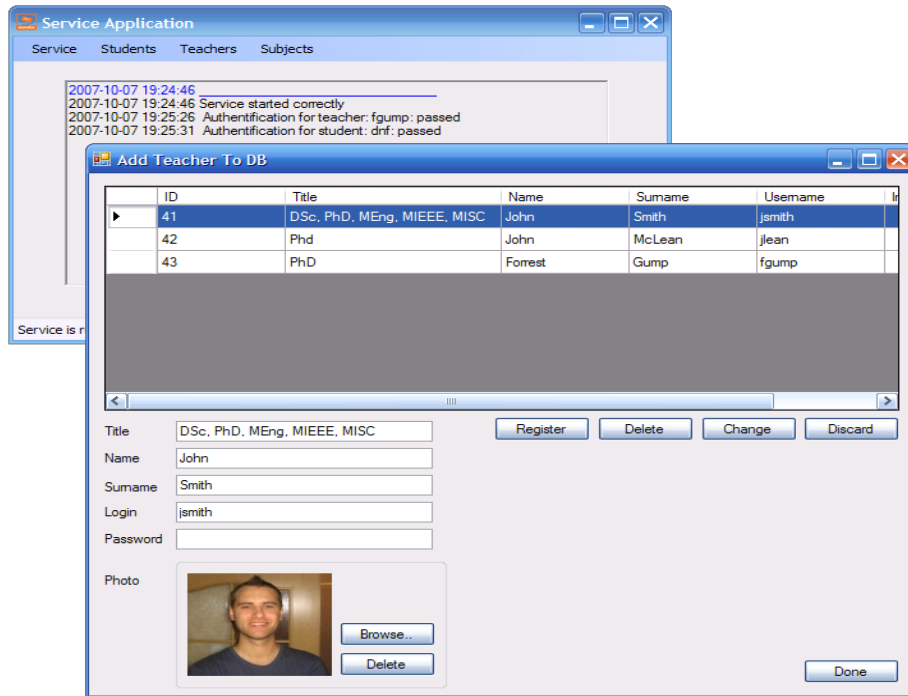 Service Application
Service Students Teachers Subjects
2007-10-07 19:24:46 ___________________________________
2007-10-07 19:24:46 Service started correctly
2007-10-07 19:25:26 Authentification for teacher: fgump: passed
2007-10-07 19:25:31 Authentification for student: dnf: passed
Service is r
Add Teacher To DB
ID Title Name Surname Username
41 DSc, PhD, MEng, MIEEE, MISC John Smith jsmith
42 Phd John McLean jlean
43 PhD Forrest Gump fgump
Register Delete Change Discard
Title DSc, PhD, MEng, MIEEE, MISC
Name John
Surname Smith
Login jsmith
Password
Photo
Browse..
Delete
Done